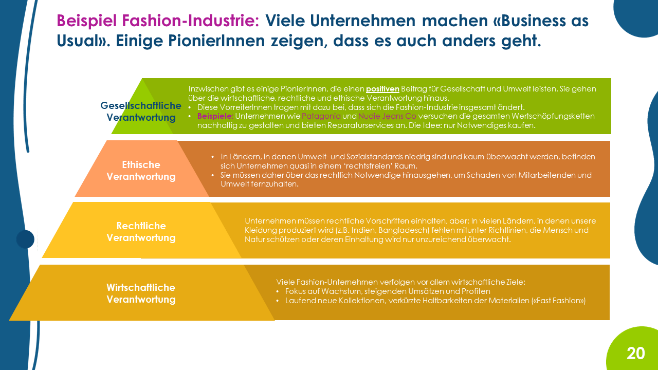 Beispiel Fashion-Industrie: Viele Unternehmen machen «Business as
Usual». Einige PionierInnen zeigen, dass es auch anders geht.
Gesellschaftliche
Verantwortung
Inzwischen gibt es einige PionierInnen, die einen positiven Beitrag für Gesellschaft und Umwelt leisten. Sie gehen
über die wirtschaftliche, rechtliche und ethische Verantwortung hinaus.
• Diese VorreiterInnen tragen mit dazu bei, dass sich die Fashion-Industrie insgesamt ändert.
• Beispiele: Unternehmen wie Patagonia und Nudie Jeans Co versuchen die gesamten Wertschöpfungsketten
nachhaltig zu gestalten und bieten Reparaturservices an. Die Idee: nur Notwendiges kaufen.
Ethische
Verantwortung
• In Ländern, in denen Umwelt- und Sozialstandards niedrig sind und kaum überwacht werden, befinden
sich Unternehmen quasi in einem 'rechtsfreien' Raum.
• Sie müssen daher über das rechtlich Notwendige hinausgehen, um Schaden von Mitarbeitenden und
Umwelt fernzuhalten.
Rechtliche
Verantwortung
Unternehmen müssen rechtliche Vorschriften einhalten, aber: In vielen Ländern, in denen unsere
Kleidung produziert wird (z.B. Indien, Bangladesch) fehlen mitunter Richtlinien, die Mensch und
Natur schützen oder deren Einhaltung wird nur unzureichend überwacht.
Wirtschaftliche
Verantwortung
Viele Fashion-Unternehmen verfolgen vor allem wirtschaftliche Ziele:
• Fokus auf Wachstum, steigenden Umsätzen und Profiten
• Laufend neue Kollektionen, verkürzte Haltbarkeiten der Materialien («Fast Fashion»)
20